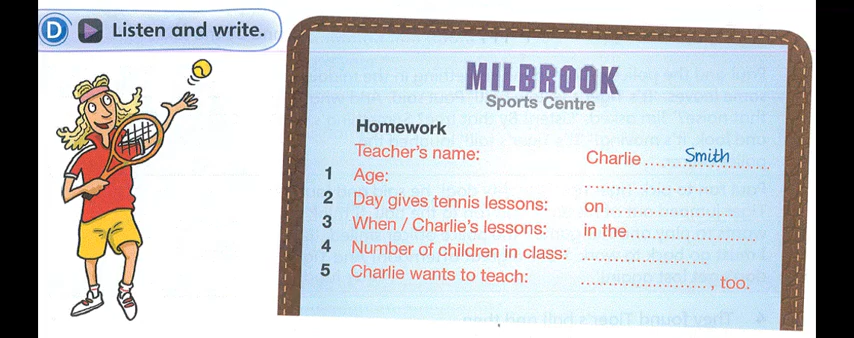 D Listen and write.
MILBROOK
Sports Centre
Homework
Teacher's name: Charlie Smith
1 Age:
2 Day gives tennis lessons: on
3 When / Charlie's lessons: in the
4 Number of children in class:
5 Charlie wants to teach: , too.